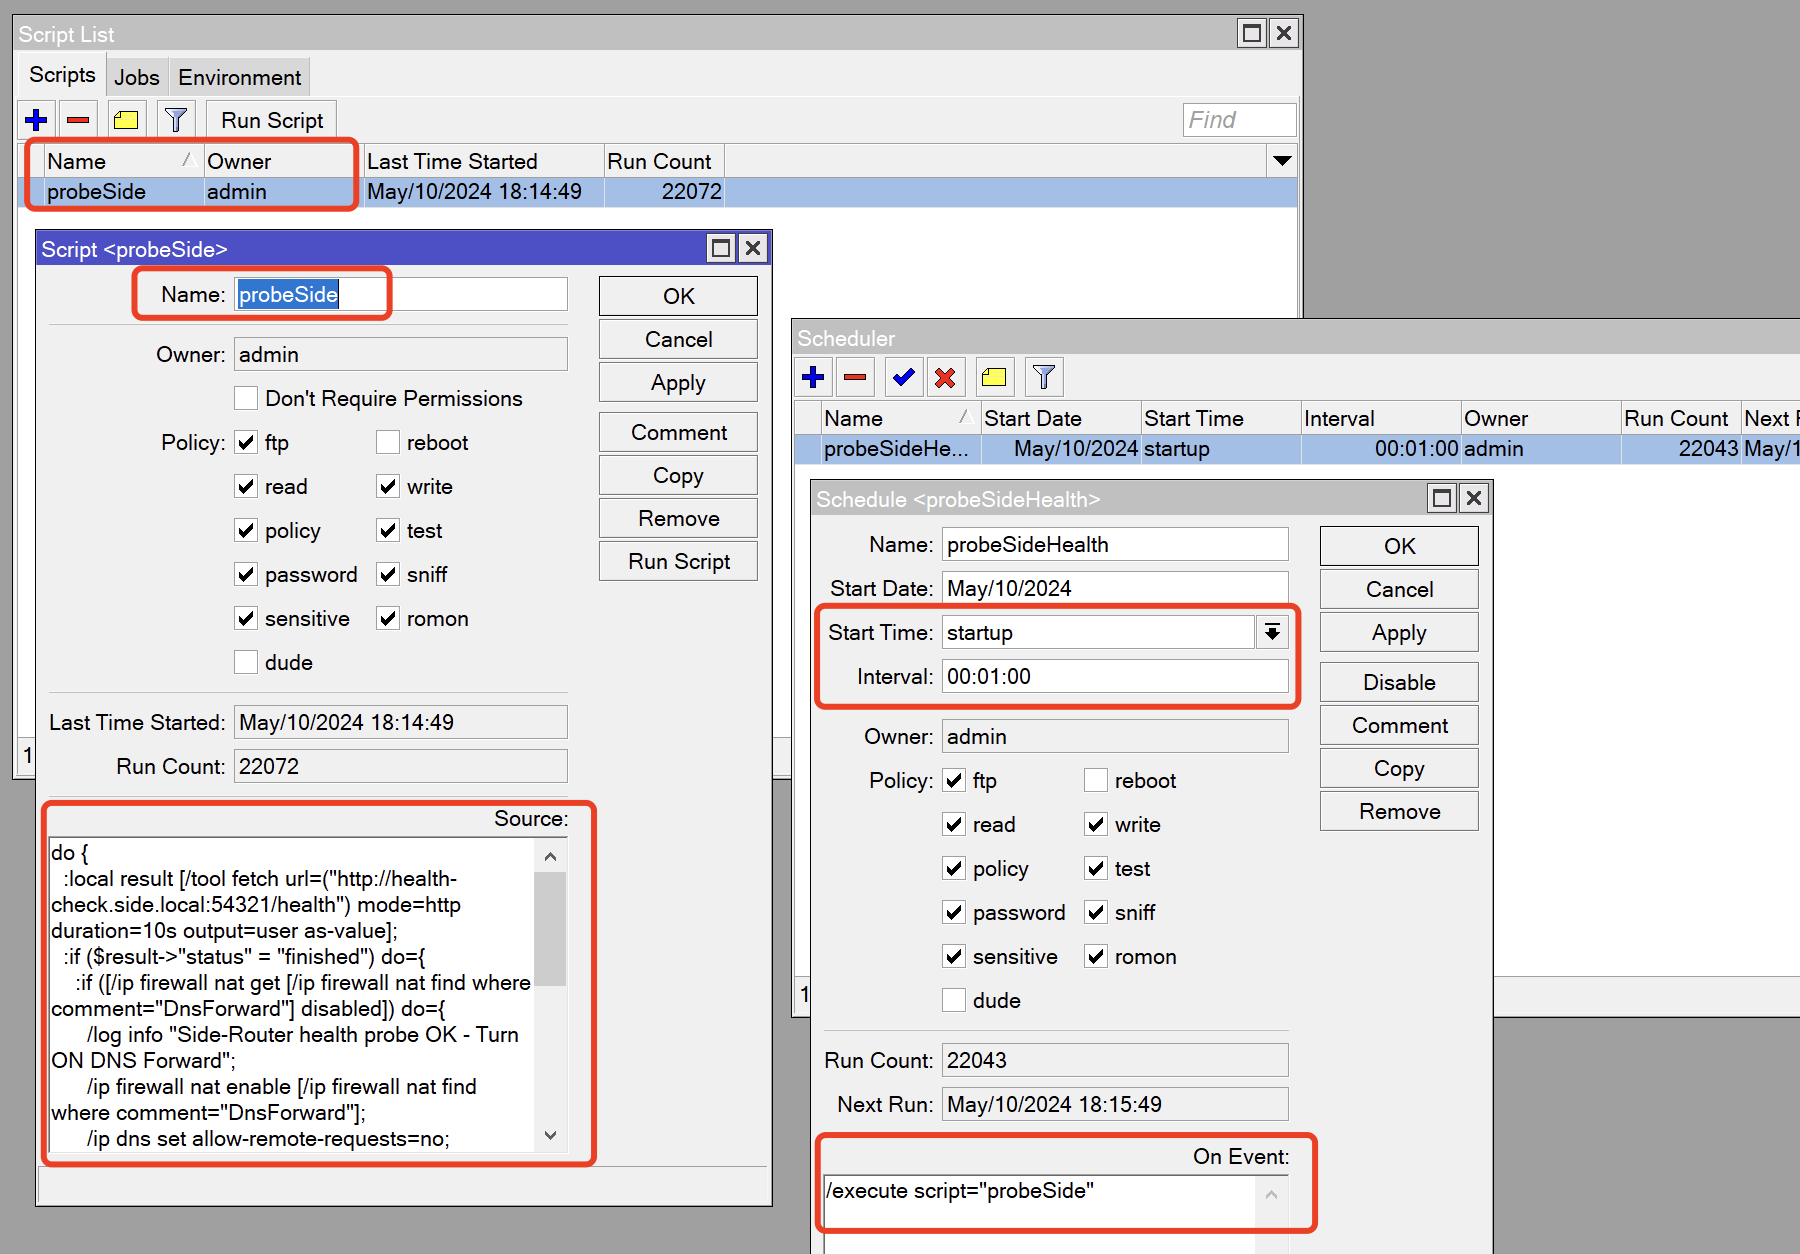 Script List
Scripts Jobs Environment
Run Script Find
Name Owner Last Time Started Run Count
probeSide admin May/10/2024 18:14:49 22072
1
Script <probeSide>
Name: probeSide
Owner: admin
Don't Require Permissions
Policy: ftp reboot
read write
policy test
password sniff
sensitive romon
dude
Last Time Started: May/10/2024 18:14:49
Run Count: 22072
Source:
do {
:local result [/tool fetch url=("http://health-
check.side.local:54321/health") mode=http
duration=10s output=user as-value];
:if ($result->"status" = "finished") do={
:if ([/ip firewall nat get [/ip firewall nat find where
comment="DnsForward"] disabled]) do={
/log info "Side-Router health probe OK - Turn
ON DNS Forward";
/ip firewall nat enable [/ip firewall nat find
where comment="DnsForward"];
/ip dns set allow-remote-requests=no;
OK
Cancel
Apply
Comment
Copy
Remove
Run Script
Scheduler
Name Start Date Start Time Interval Owner Run Count Next
probeSideHe... May/10/2024 startup 00:01:00 admin 22043 May/1
1
Schedule <probeSideHealth>
Name: probeSideHealth
Start Date: May/10/2024
Start Time: startup
Interval: 00:01:00
Owner: admin
Policy: ftp reboot
read write
policy test
password sniff
sensitive romon
dude
Run Count: 22043
Next Run: May/10/2024 18:15:49
On Event:
/execute script="probeSide"
OK
Cancel
Apply
Disable
Comment
Copy
Remove